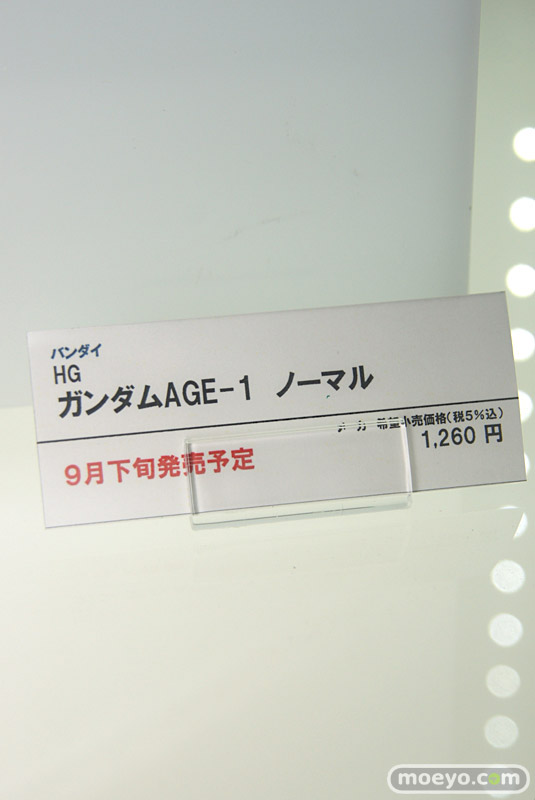 バンダイ
HG
ガンダムAGE-1 ノーマル
希望小売価格(税5%込)
1,260 円
9月下旬発売予定
moeyo.com